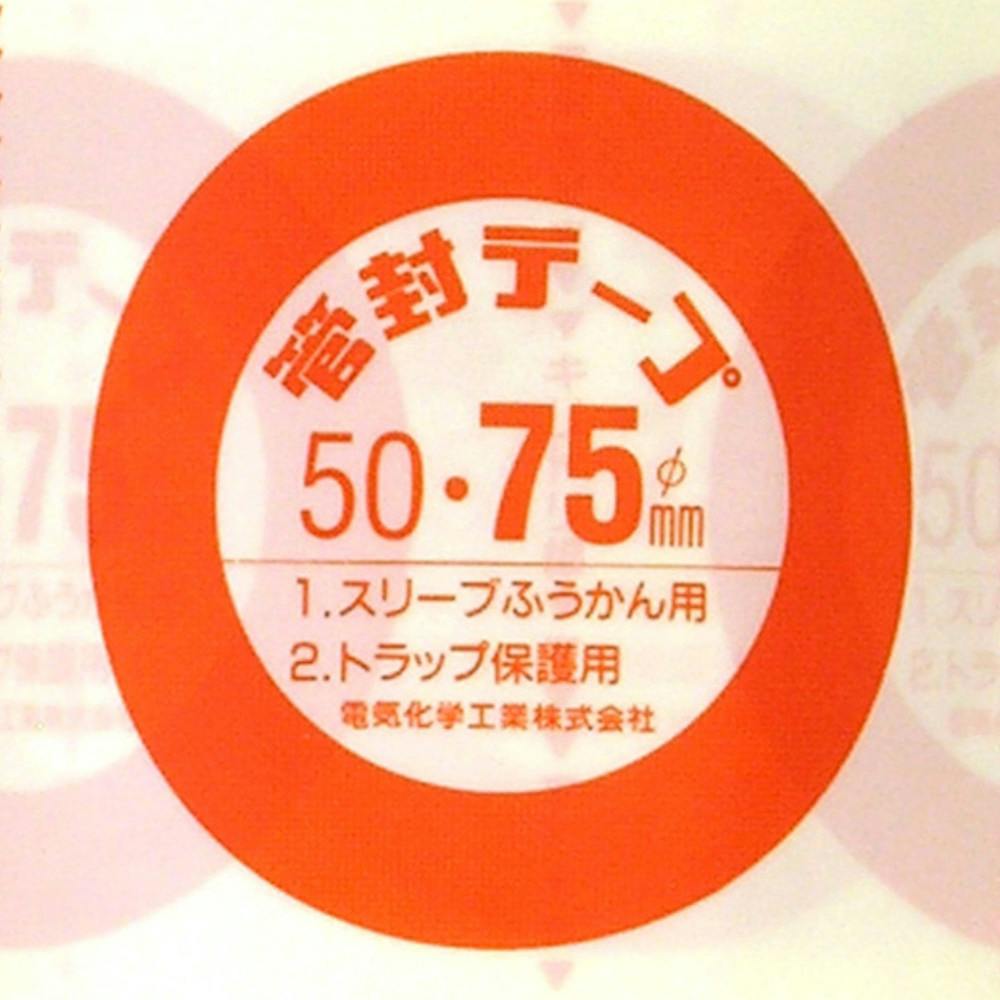 管封テープ
50・75φmm
1.スリーブふうかん用
2.トラップ保護用
電気化学工業株式会社